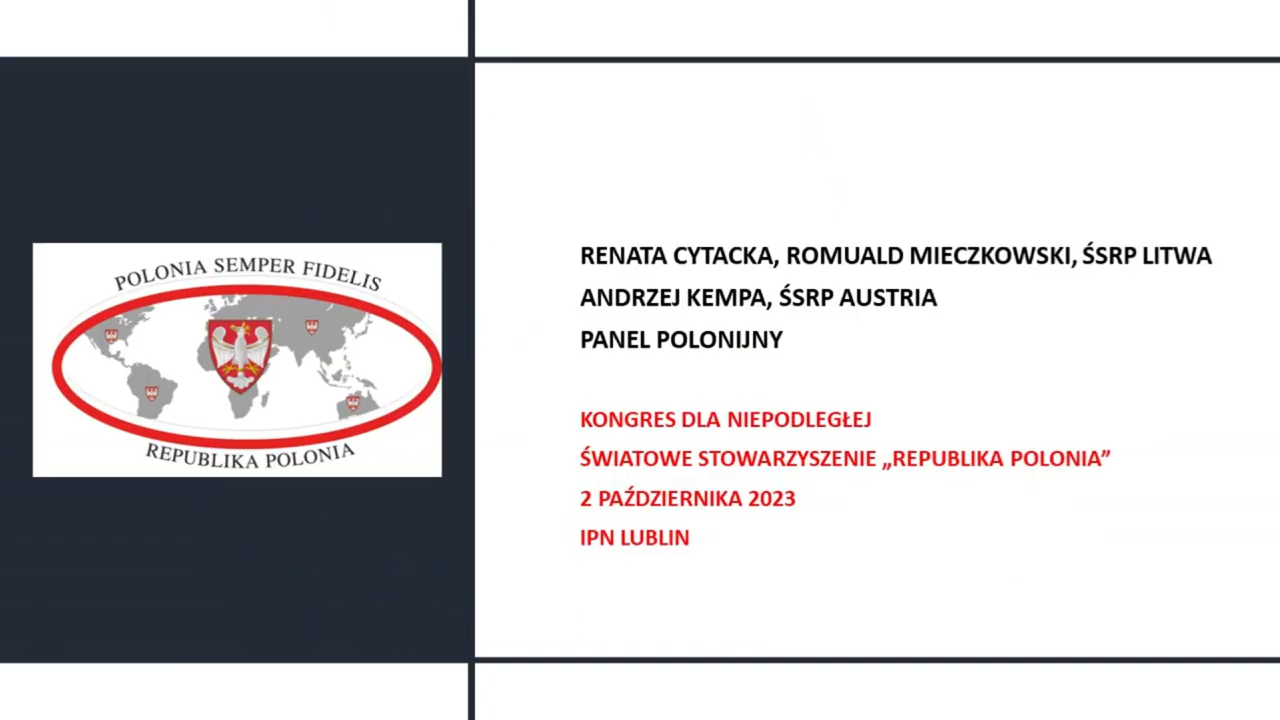 POLONIA SEMPER FIDELIS
REPUBLIKA POLONIA
RENATA CYTACKA, ROMUALD MIECZKOWSKI, ŚSRP LITWA
ANDRZEJ KEMPA, ŚSRP AUSTRIA
PANEL POLONIJNY
KONGRES DLA NIEPODLEGŁEJ
ŚWIATOWE STOWARZYSZENIE „REPUBLIKA POLONIA”
2 PAŹDZIERNIKA 2023
IPN LUBLIN